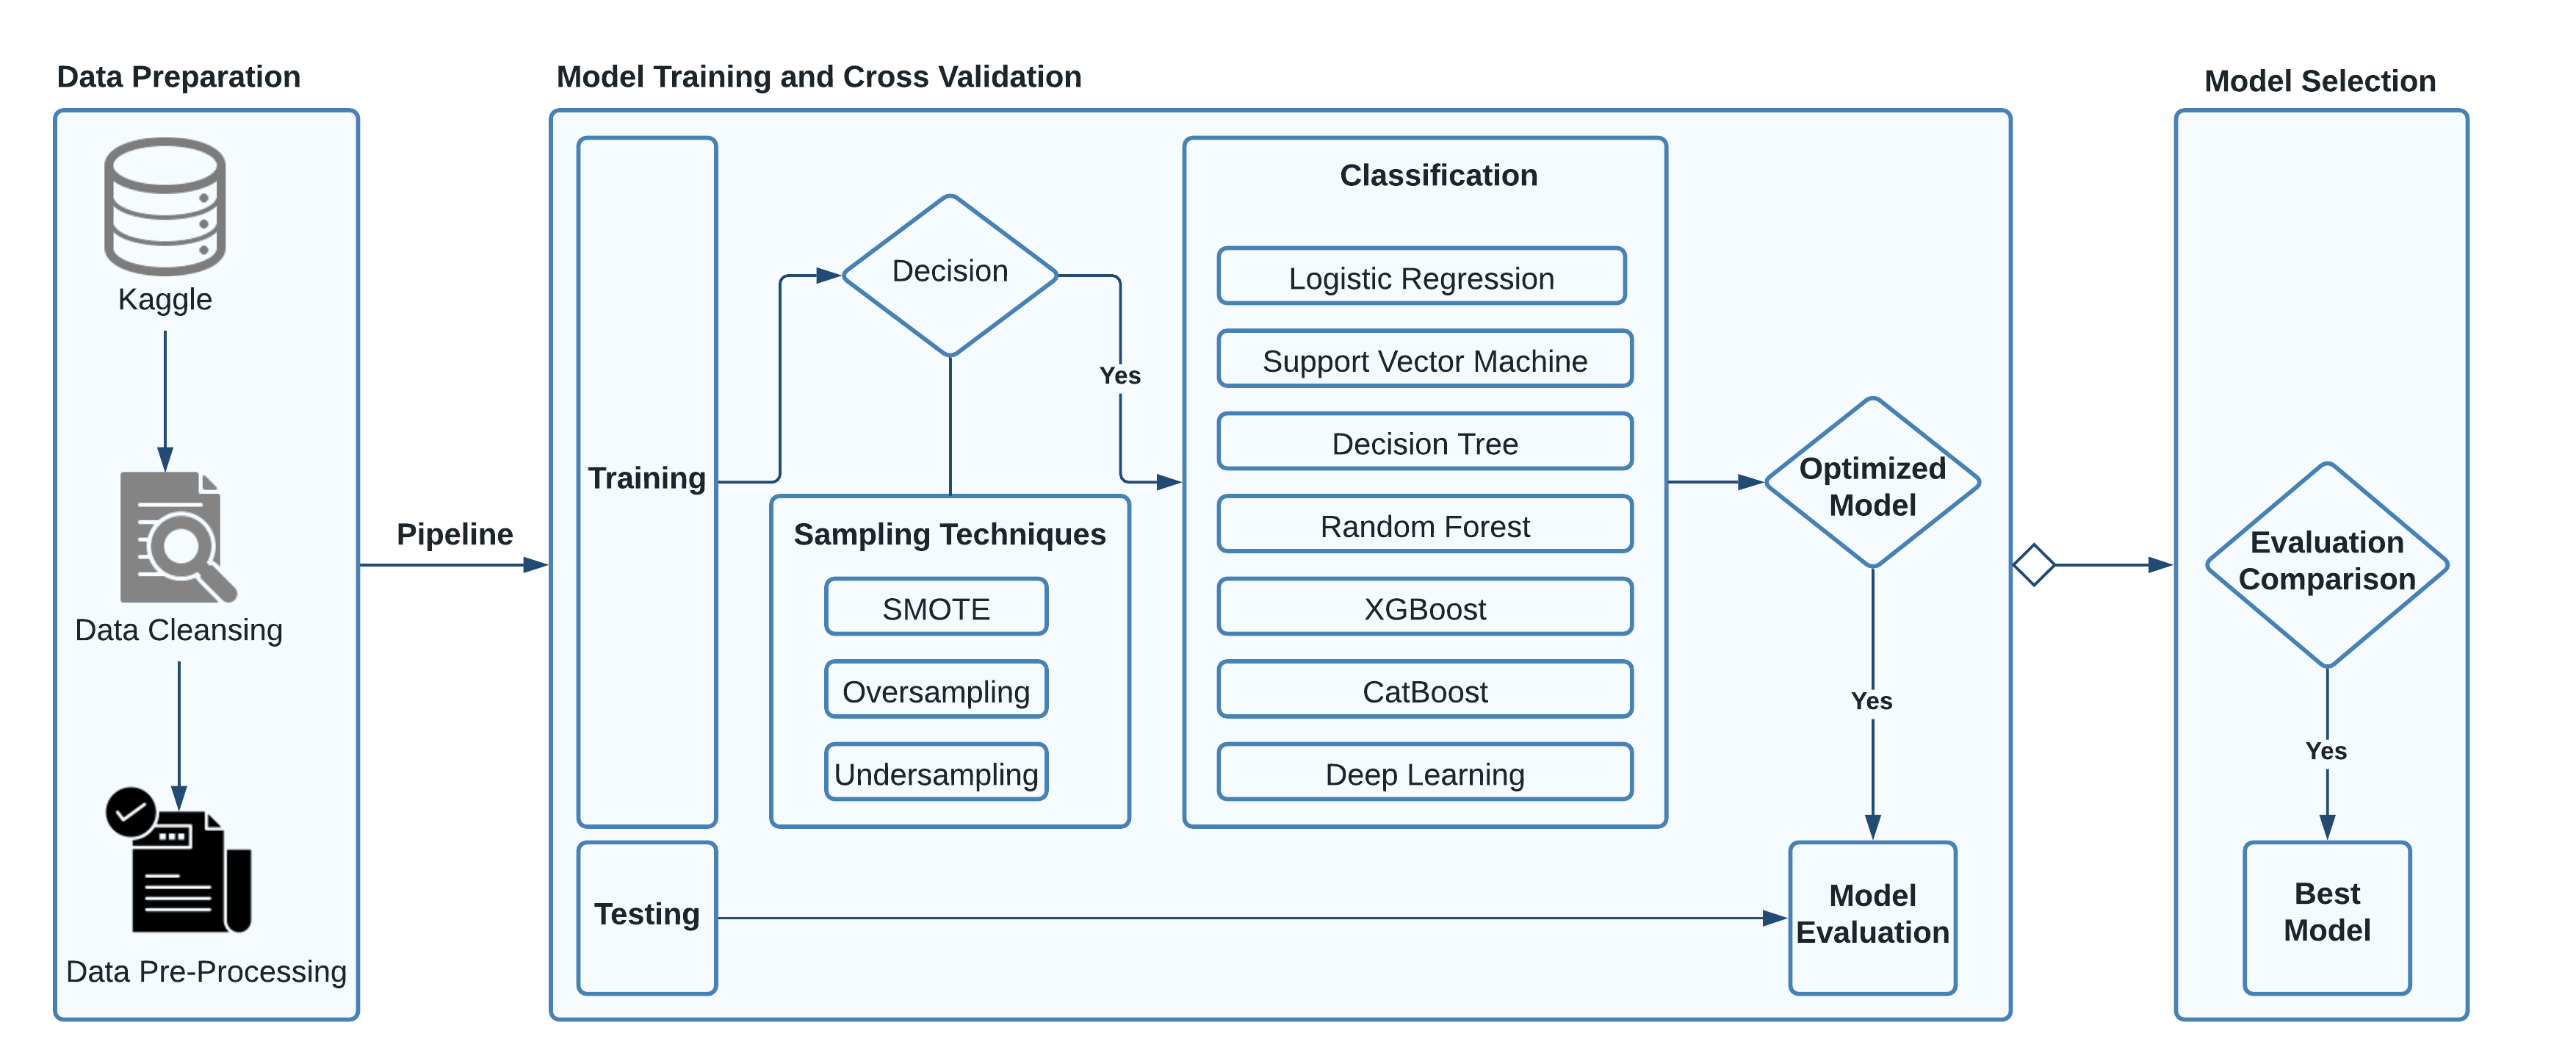 Data Preparation
Kaggle
Data Cleansing
Data Pre-Processing
Pipeline
Model Training and Cross Validation
Training
Testing
Decision
Yes
Sampling Techniques
SMOTE
Oversampling
Undersampling
Classification
Logistic Regression
Support Vector Machine
Decision Tree
Random Forest
XGBoost
CatBoost
Deep Learning
Optimized
Model
Yes
Model
Evaluation
Model Selection
Evaluation
Comparison
Yes
Best
Model